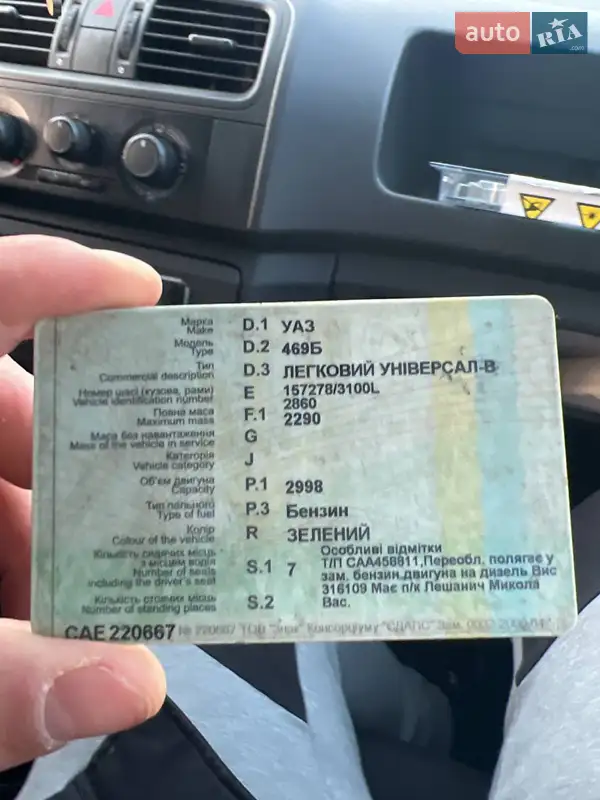 auto RIA .com
Марка
Make
D.1 УАЗ
Модель
Type
D.2 469Б
Тип
Commercial description
D.3 ЛЕГКОВИЙ УНІВЕРСАЛ-В
Номер шасі (кузова, рами)
Vehicle identification number
E 157278/3100L
2860
Повна маса
Maximum mass
F.1 2290
Маса без навантаження
Mass of the vehicle in service
G
Категорія
Vehicle category
J
Об'єм двигуна
Capacity
P.1 2998
Тип пального
Type of fuel
P.3 Бензин
Колір
Colour of the vehicle
R ЗЕЛЕНИЙ
Кількість сидячих місць
з місцем водія
Number of seats
including the driver's seat
S.1 7
Особливі відмітки
Т/П САА458811,Переобл. полягає у
зам. бензин.двигуна на дизель Вис
316109 Має п/к Лешанич Микола
Вас.
Кількість стоячих місць
Number of standing places
S.2
САЕ 220667